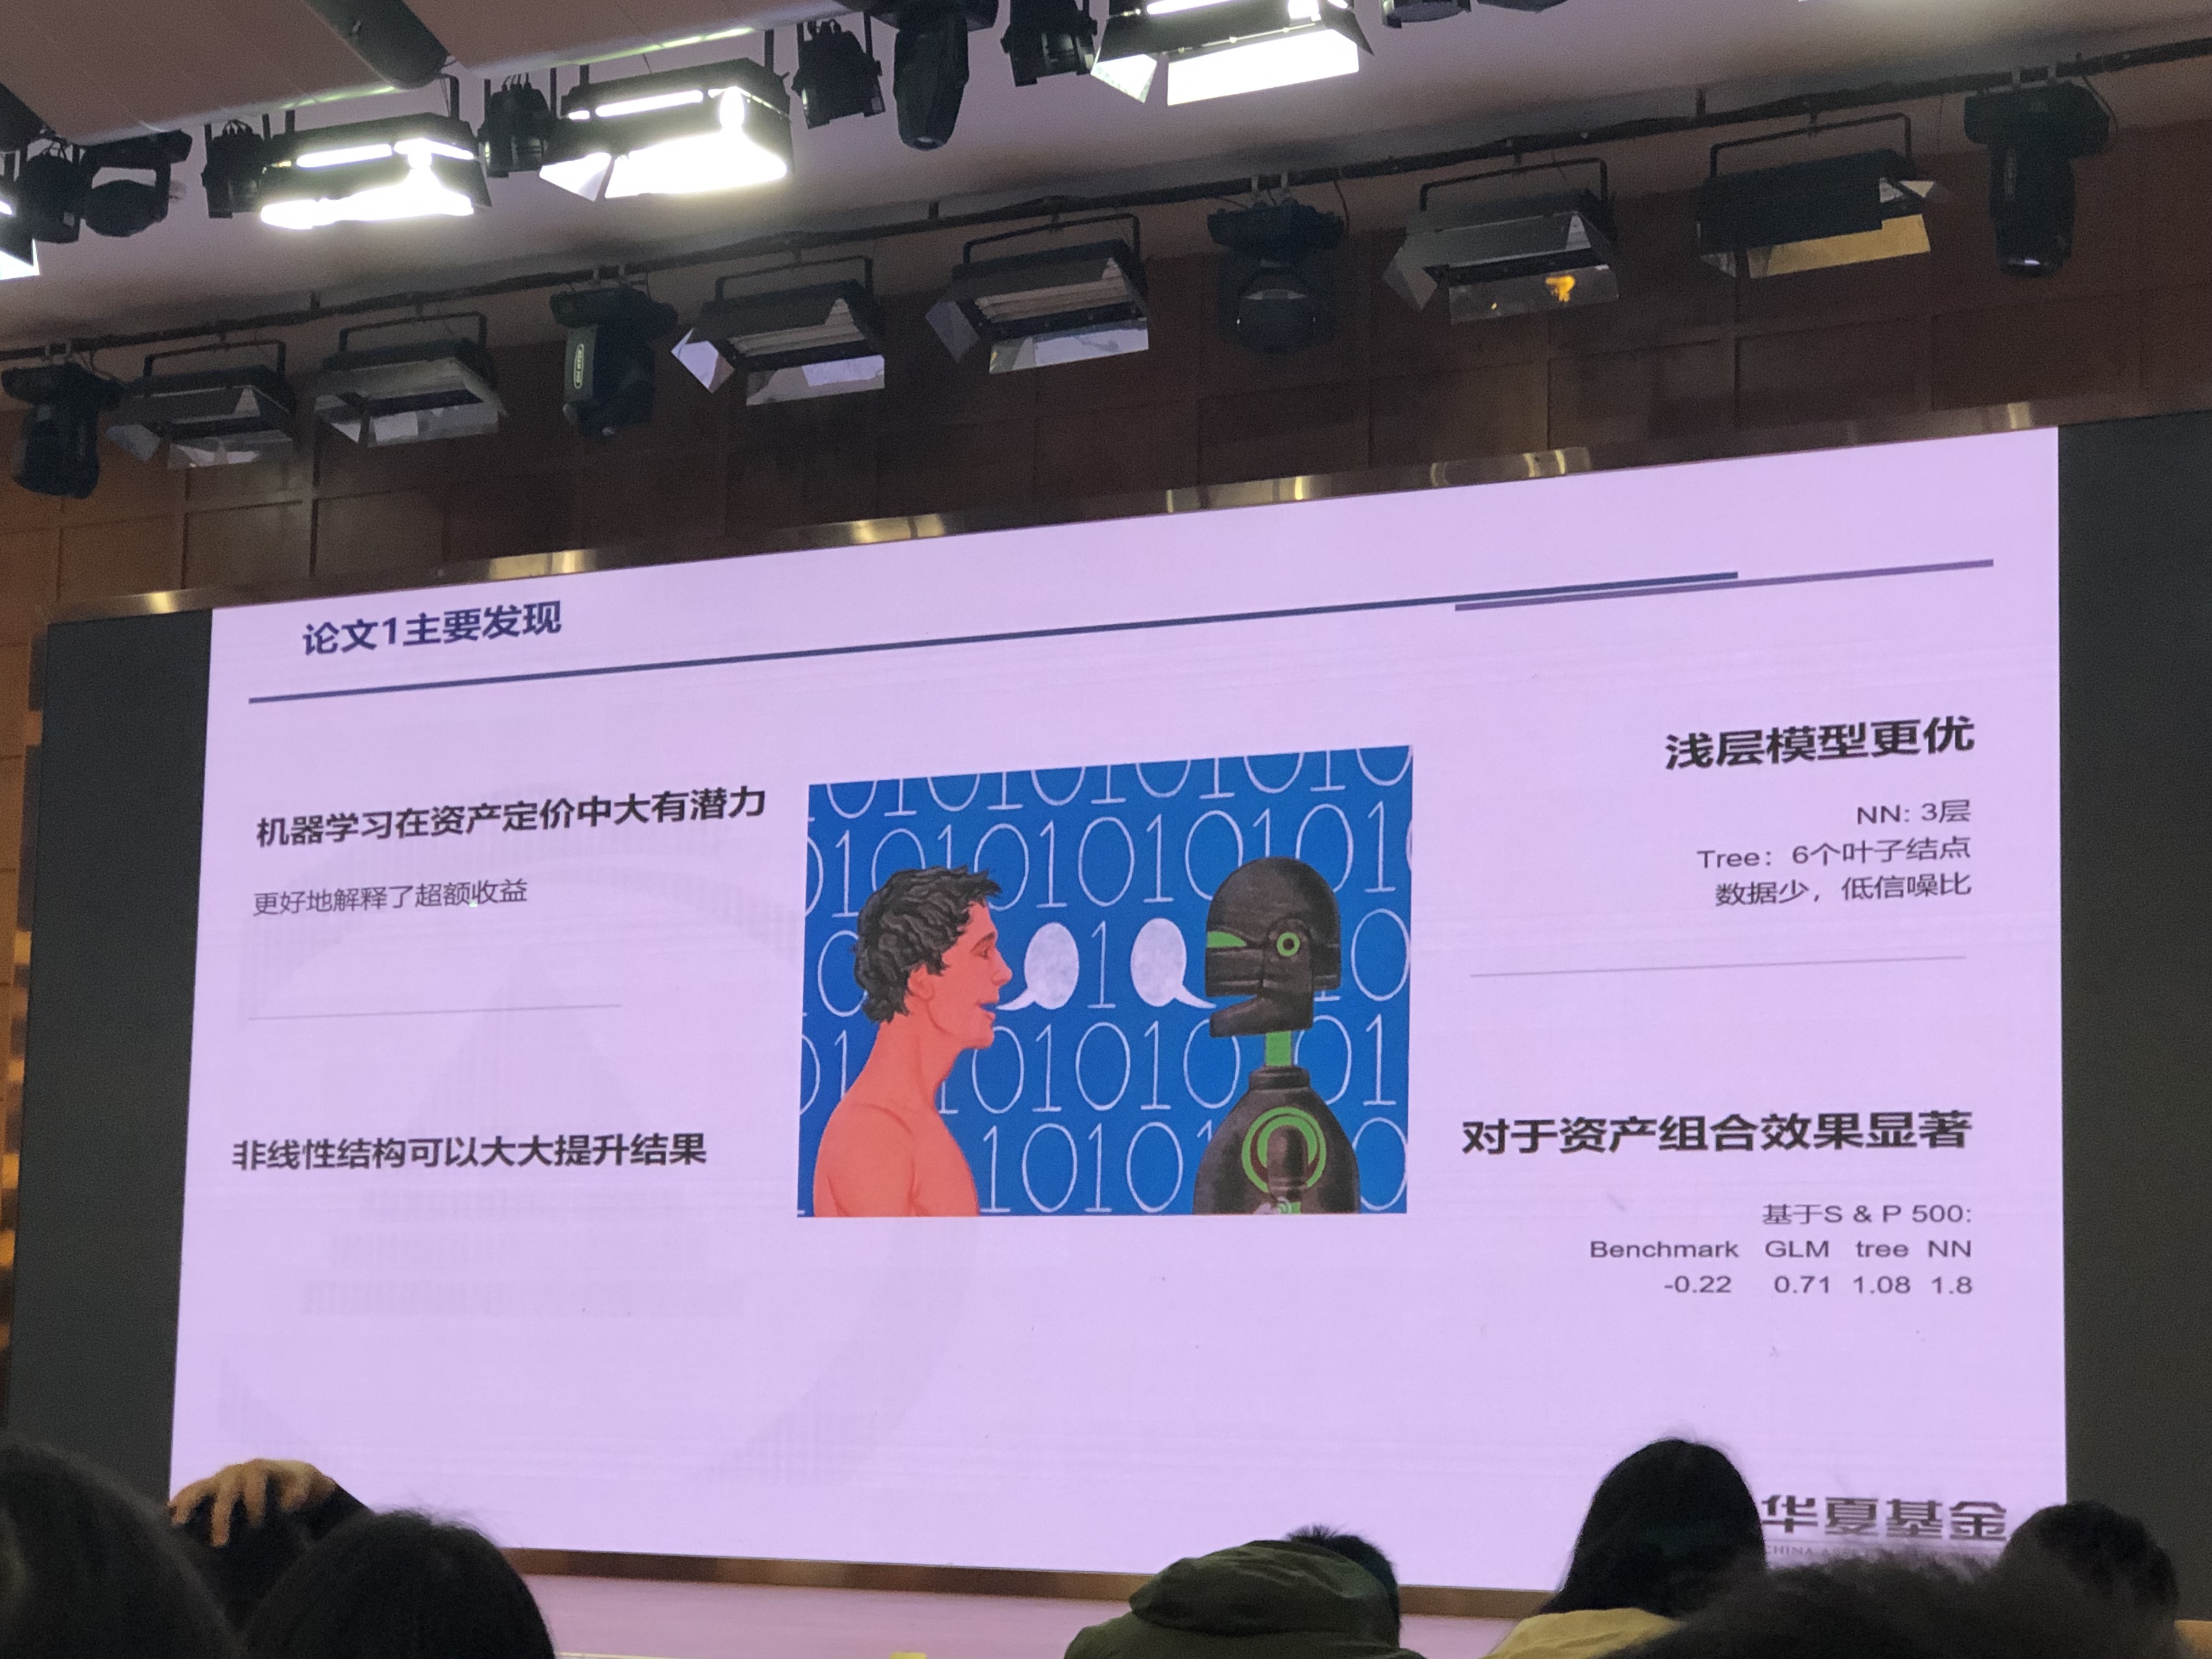 论文1主要发现
机器学习在资产定价中大有潜力
更好地解释了超额收益
非线性结构可以大大提升结果
浅层模型更优
NN: 3层
Tree：6个叶子结点
数据少，低信噪比
对于资产组合效果显著
基于S & P 500:
Benchmark GLM tree NN
-0.22 0.71 1.08 1.8
华夏基金
CHINA